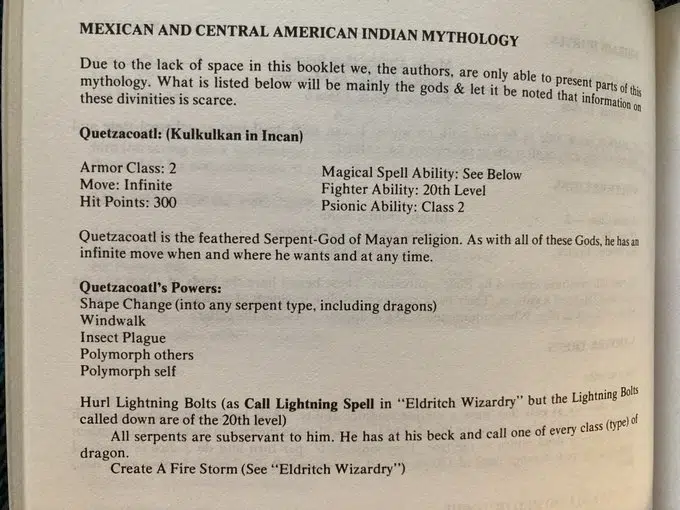 MEXICAN AND CENTRAL AMERICAN INDIAN MYTHOLOGY
Due to the lack of space in this booklet we, the authors, are only able to present parts of this
mythology. What is listed below will be mainly the gods & let it be noted that information on
these divinities is scarce.
Quetzacoatl: (Kulkulkan in Incan)
Armor Class: 2
Move: Infinite
Hit Points: 300
Magical Spell Ability: See Below
Fighter Ability: 20th Level
Psionic Ability: Class 2
Quetzacoatl is the feathered Serpent-God of Mayan religion. As with all of these Gods, he has an
infinite move when and where he wants and at any time.
Quetzacoatl's Powers:
Shape Change (into any serpent type, including dragons)
Windwalk
Insect Plague
Polymorph others
Polymorph self
Hurl Lightning Bolts (as Call Lightning Spell in "Eldritch Wizardry" but the Lightning Bolts
called down are of the 20th level)
All serpents are subservant to him. He has at his beck and call one of every class (type) of
dragon.
Create A Fire Storm (See "Eldritch Wizardry")